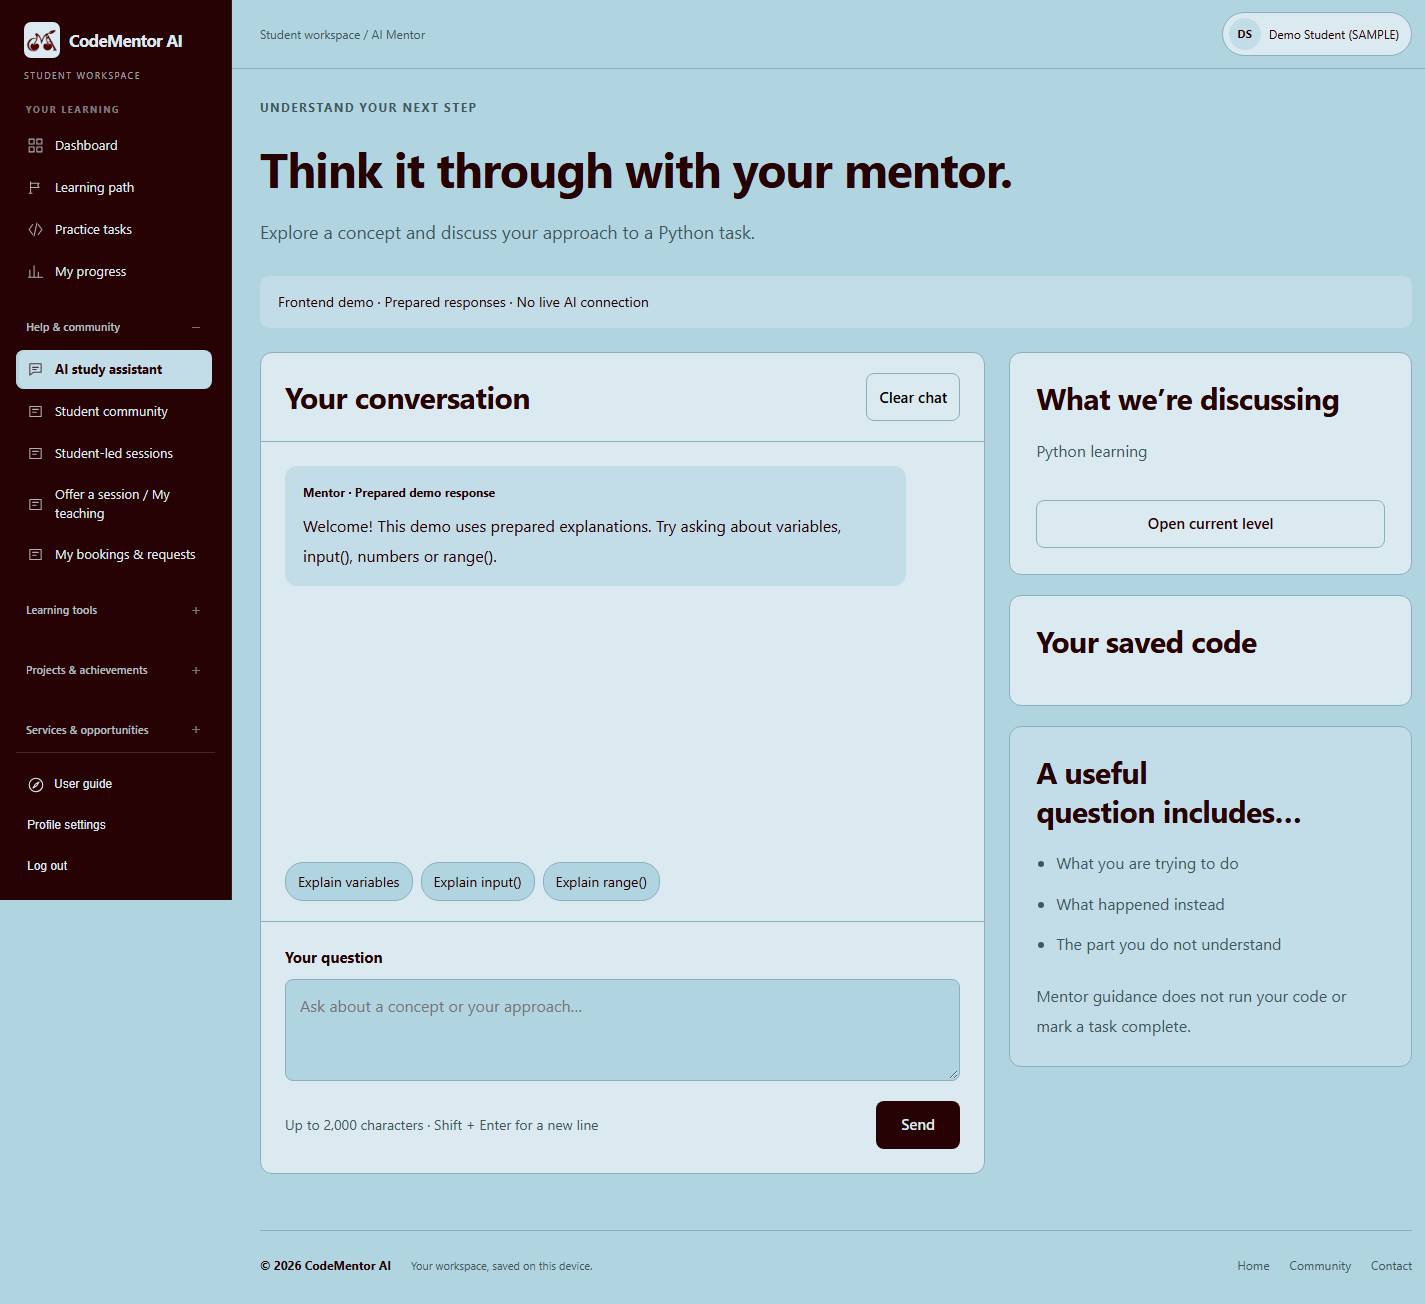 CodeMentor AI
STUDENT WORKSPACE
YOUR LEARNING
Dashboard
Learning path
Practice tasks
My progress
Help & community −
AI study assistant
Student community
Student-led sessions
Offer a session / My
teaching
My bookings & requests
Learning tools +
Projects & achievements +
Services & opportunities +
User guide
Profile settings
Log out
Student workspace / AI Mentor
DS Demo Student (SAMPLE)
UNDERSTAND YOUR NEXT STEP
Think it through with your mentor.
Explore a concept and discuss your approach to a Python task.
Frontend demo · Prepared responses · No live AI connection
Your conversation
Clear chat
Mentor · Prepared demo response
Welcome! This demo uses prepared explanations. Try asking about variables,
input(), numbers or range().
Explain variables
Explain input()
Explain range()
Your question
Ask about a concept or your approach...
Up to 2,000 characters · Shift + Enter for a new line
Send
What we’re discussing
Python learning
Open current level
Your saved code
A useful
question includes…
• What you are trying to do
• What happened instead
• The part you do not understand
Mentor guidance does not run your code or
mark a task complete.
© 2026 CodeMentor AI
Your workspace, saved on this device.
Home
Community
Contact